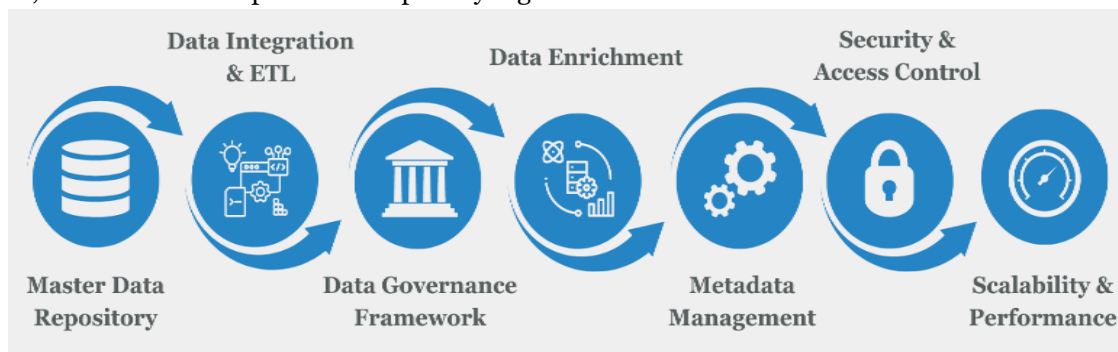 Data Integration
& ETL
Data Enrichment
Security &
Access Control
Master Data
Repository
Data Governance
Framework
Metadata
Management
Scalability &
Performance